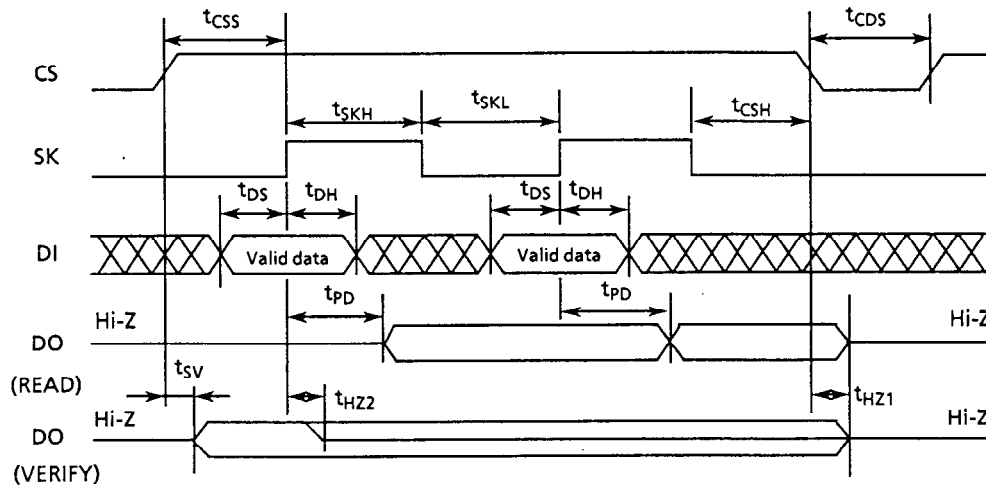 tCSS
tCDS
CS
tSKH
tSKL
tCSH
SK
tDS
tDH
tDS
tDH
DI
Valid data
Valid data
tPD
tPD
Hi-Z
Hi-Z
DO
(READ)
tSV
tHZ2
tHZ1
Hi-Z
Hi-Z
DO
(VERIFY)